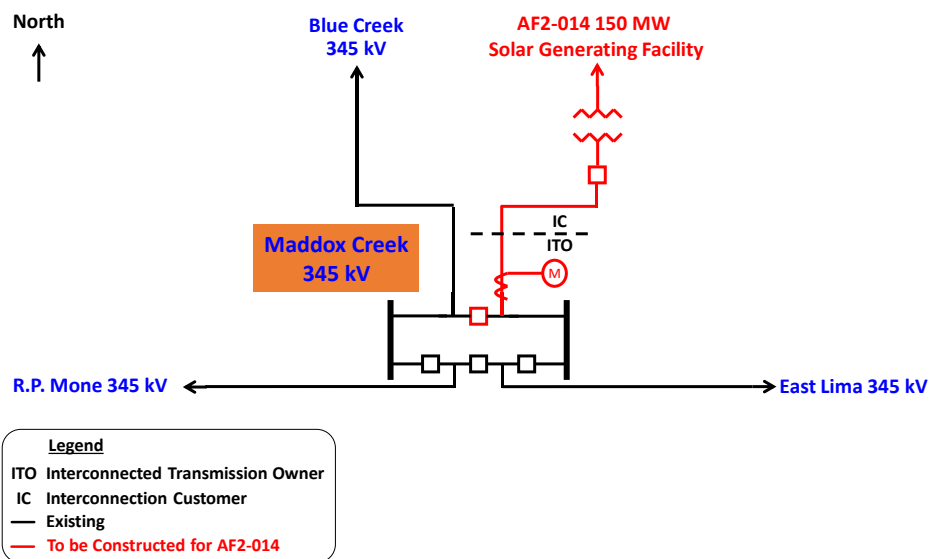 North
Blue Creek
345 kV
AF2-014 150 MW
Solar Generating Facility
IC
ITO
Maddox Creek
345 kV
M
R.P. Mone 345 kV
East Lima 345 kV
Legend
ITO Interconnected Transmission Owner
IC Interconnection Customer
Existing
To be Constructed for AF2-014